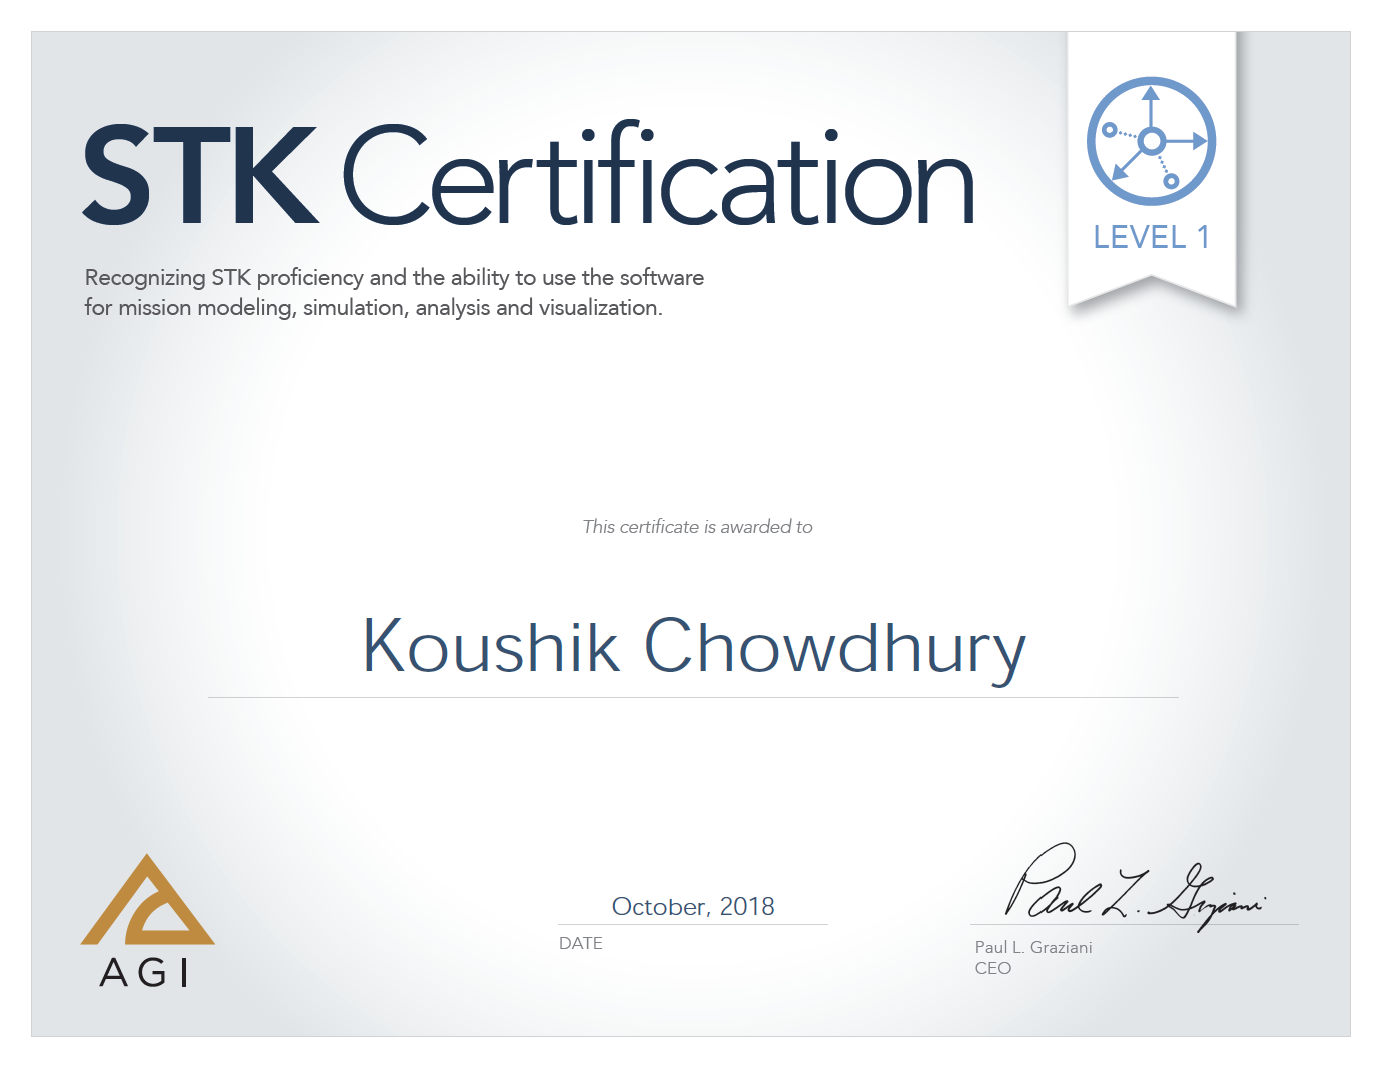 STK Certification
LEVEL 1
Recognizing STK proficiency and the ability to use the software
for mission modeling, simulation, analysis and visualization.
This certificate is awarded to
Koushik Chowdhury
AGI
October, 2018
DATE
Paul L. Graziani
Paul L. Graziani
CEO